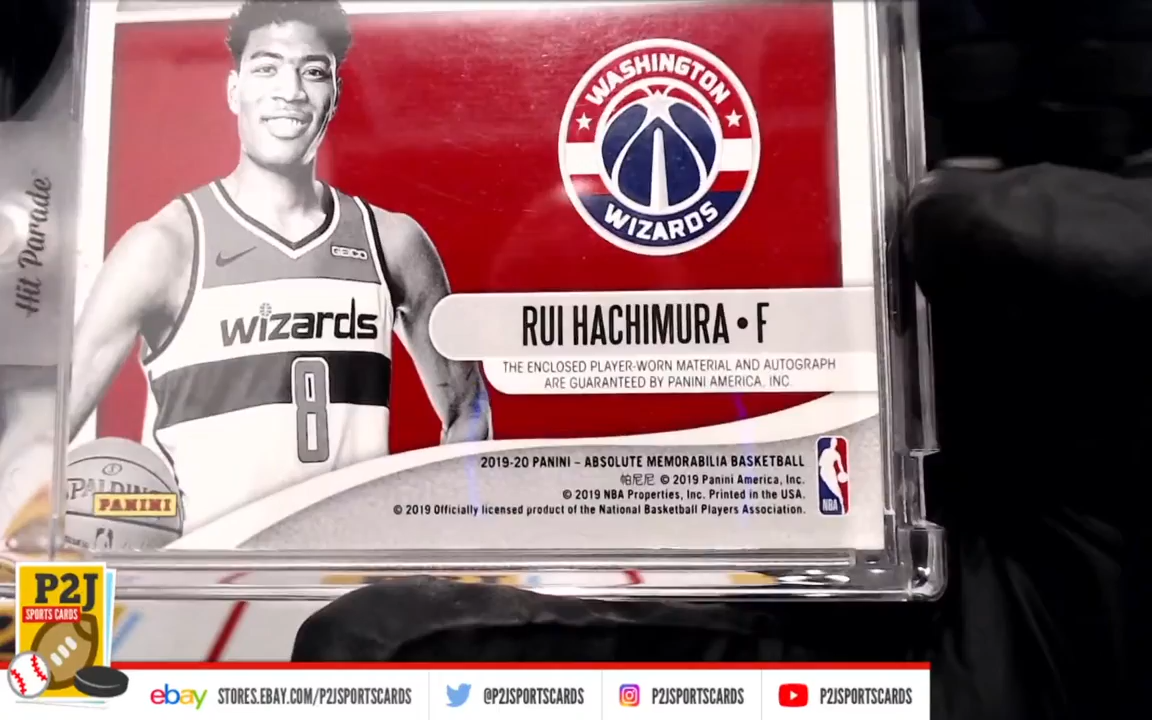 WASHINGTON
WIZARDS
Hit Parade
GEICO
wizards
8
RUI HACHIMURA • F
THE ENCLOSED PLAYER-WORN MATERIAL AND AUTOGRAPH
ARE GUARANTEED BY PANINI AMERICA, INC.
2019-20 PANINI – ABSOLUTE MEMORABILIA BASKETBALL
帕尼尼 © 2019 Panini America, Inc.
© 2019 NBA Properties, Inc. Printed in the USA.
© 2019 Officially licensed product of the National Basketball Players Association.
NBA
SPALDING
PANINI
P2J
SPORTS CARDS
ebay STORES.EBAY.COM/P2JSPORTSCARDS
@P2JSPORTSCARDS
P2JSPORTSCARDS
P2JSPORTSCARDS